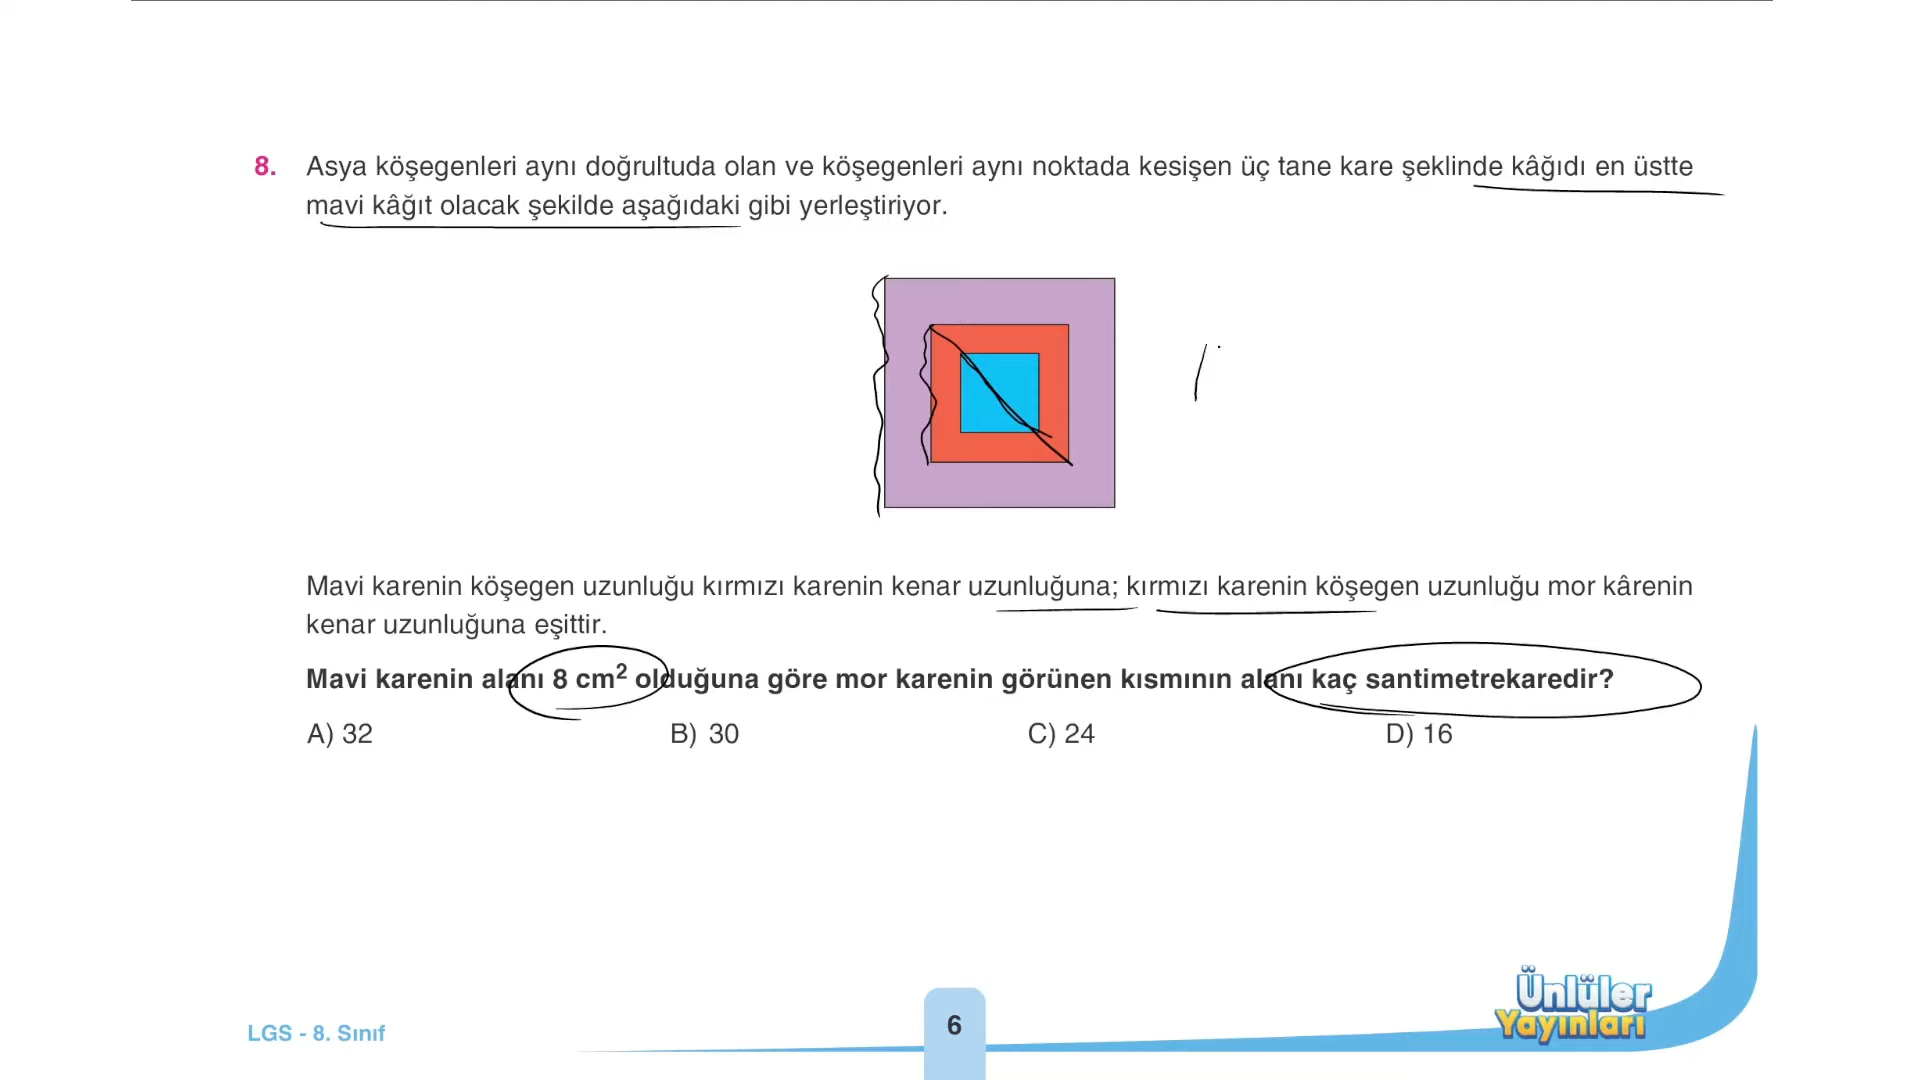 8. Asya köşegenleri aynı doğrultuda olan ve köşegenleri aynı noktada kesişen üç tane kare şeklinde kâğıdı en üstte
mavi kâğıt olacak şekilde aşağıdaki gibi yerleştiriyor.
Mavi karenin köşegen uzunluğu kırmızı karenin kenar uzunluğuna; kırmızı karenin köşegen uzunluğu mor kârenin
kenar uzunluğuna eşittir.
Mavi karenin alanı 8 cm² olduğuna göre mor karenin görünen kısmının alanı kaç santimetrekaredir?
A) 32 B) 30 C) 24 D) 16
LGS - 8. Sınıf
6
Ünlüler
Yayınları